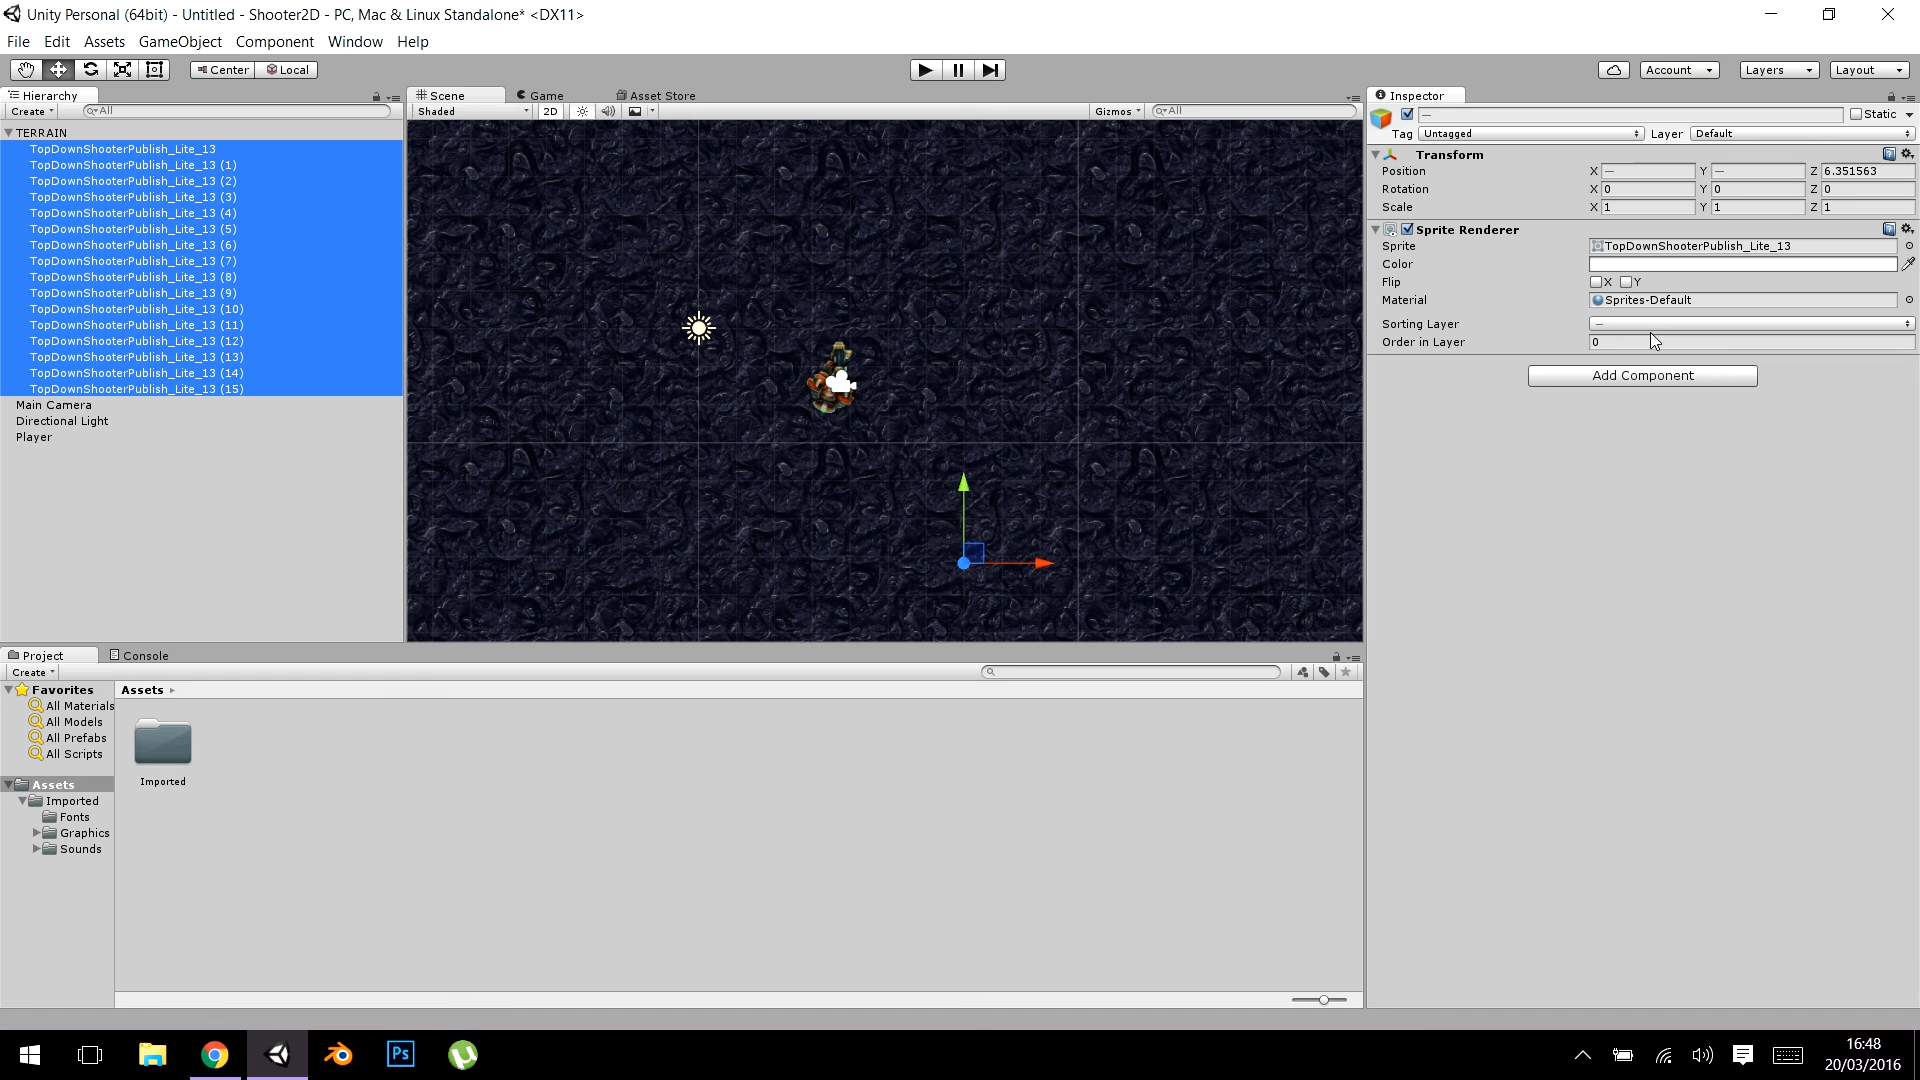 Unity Personal (64bit) - Untitled - Shooter2D - PC, Mac & Linux Standalone* <DX11>
File Edit Assets GameObject Component Window Help
Center Local Account Layers Layout
Hierarchy
Create All
TERRAIN
TopDownShooterPublish_Lite_13
TopDownShooterPublish_Lite_13 (1)
TopDownShooterPublish_Lite_13 (2)
TopDownShooterPublish_Lite_13 (3)
TopDownShooterPublish_Lite_13 (4)
TopDownShooterPublish_Lite_13 (5)
TopDownShooterPublish_Lite_13 (6)
TopDownShooterPublish_Lite_13 (7)
TopDownShooterPublish_Lite_13 (8)
TopDownShooterPublish_Lite_13 (9)
TopDownShooterPublish_Lite_13 (10)
TopDownShooterPublish_Lite_13 (11)
TopDownShooterPublish_Lite_13 (12)
TopDownShooterPublish_Lite_13 (13)
TopDownShooterPublish_Lite_13 (14)
TopDownShooterPublish_Lite_13 (15)
Main Camera
Directional Light
Player
Scene Game Asset Store
Shaded 2D Gizmos All
Inspector
— Static
Tag Untagged Layer Default
Transform
Position X — Y — Z 6.351563
Rotation X 0 Y 0 Z 0
Scale X 1 Y 1 Z 1
Sprite Renderer
Sprite TopDownShooterPublish_Lite_13
Color
Flip X Y
Material Sprites-Default
Sorting Layer —
Order in Layer 0
Add Component
Project Console
Create
Favorites
All Materials
All Models
All Prefabs
All Scripts
Assets
Imported
Fonts
Graphics
Sounds
Assets
Imported
Ps
16:48
20/03/2016